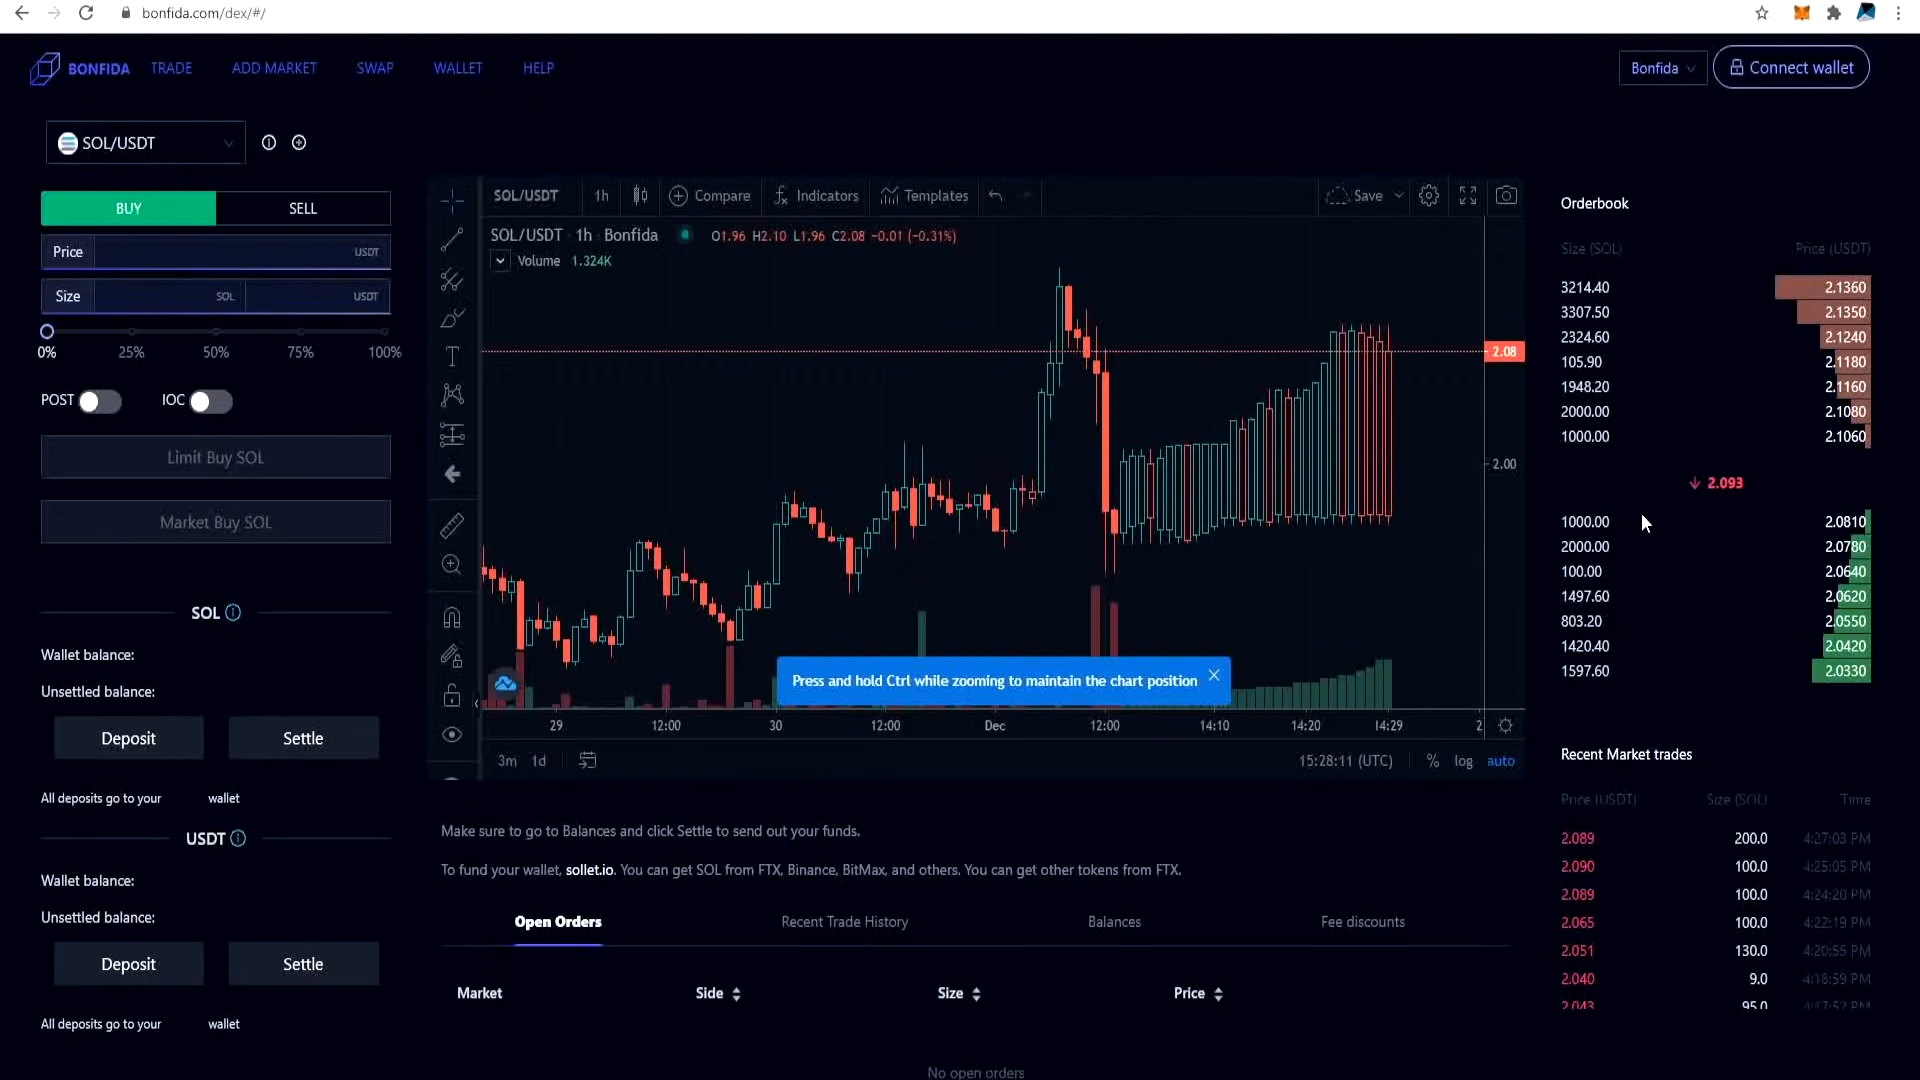 bonfida.com/dex/#/
BONFIDA TRADE ADD MARKET SWAP WALLET HELP Bonfida Connect wallet
SOL/USDT
BUY SELL
Price USDT
Size SOL USDT
0% 25% 50% 75% 100%
POST IOC
Limit Buy SOL
Market Buy SOL
SOL
Wallet balance:
Unsettled balance:
Deposit Settle
All deposits go to your wallet
USDT
Wallet balance:
Unsettled balance:
Deposit Settle
All deposits go to your wallet
SOL/USDT 1h Compare Indicators Templates Save
SOL/USDT 1h Bonfida O1.96 H2.10 L1.96 C2.08 −0.01 (−0.31%)
Volume 1.324K
2.08
2.00
Press and hold Ctrl while zooming to maintain the chart position
29 12:00 30 12:00 Dec 12:00 14:10 14:20 14:29 2
3m 1d 15:28:11 (UTC) % log auto
Make sure to go to Balances and click Settle to send out your funds.
To fund your wallet, sollet.io. You can get SOL from FTX, Binance, BitMax, and others. You can get other tokens from FTX.
Open Orders Recent Trade History Balances Fee discounts
Market Side Size Price
No open orders
Orderbook
Size (SOL) Price (USDT)
3214.40 2.1360
3307.50 2.1350
2324.60 2.1240
105.90 2.1180
1948.20 2.1160
2000.00 2.1080
1000.00 2.1060
2.093
1000.00 2.0810
2000.00 2.0780
100.00 2.0640
1497.60 2.0620
803.20 2.0550
1420.40 2.0420
1597.60 2.0330
Recent Market trades
Price (USDT) Size (SOL) Time
2.089 200.0 4:27:03 PM
2.090 100.0 4:25:05 PM
2.089 100.0 4:24:20 PM
2.065 100.0 4:22:19 PM
2.051 130.0 4:20:55 PM
2.040 9.0 4:18:59 PM
2.043 95.0 4:17:52 PM